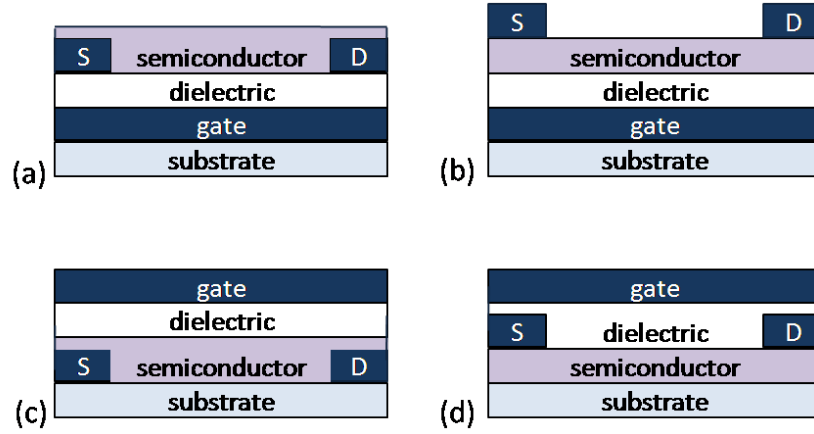 S semiconductor D
dielectric
gate
substrate
(a)
S D
semiconductor
dielectric
gate
substrate
(b)
gate
dielectric
S semiconductor D
substrate
(c)
gate
S dielectric D
semiconductor
substrate
(d)